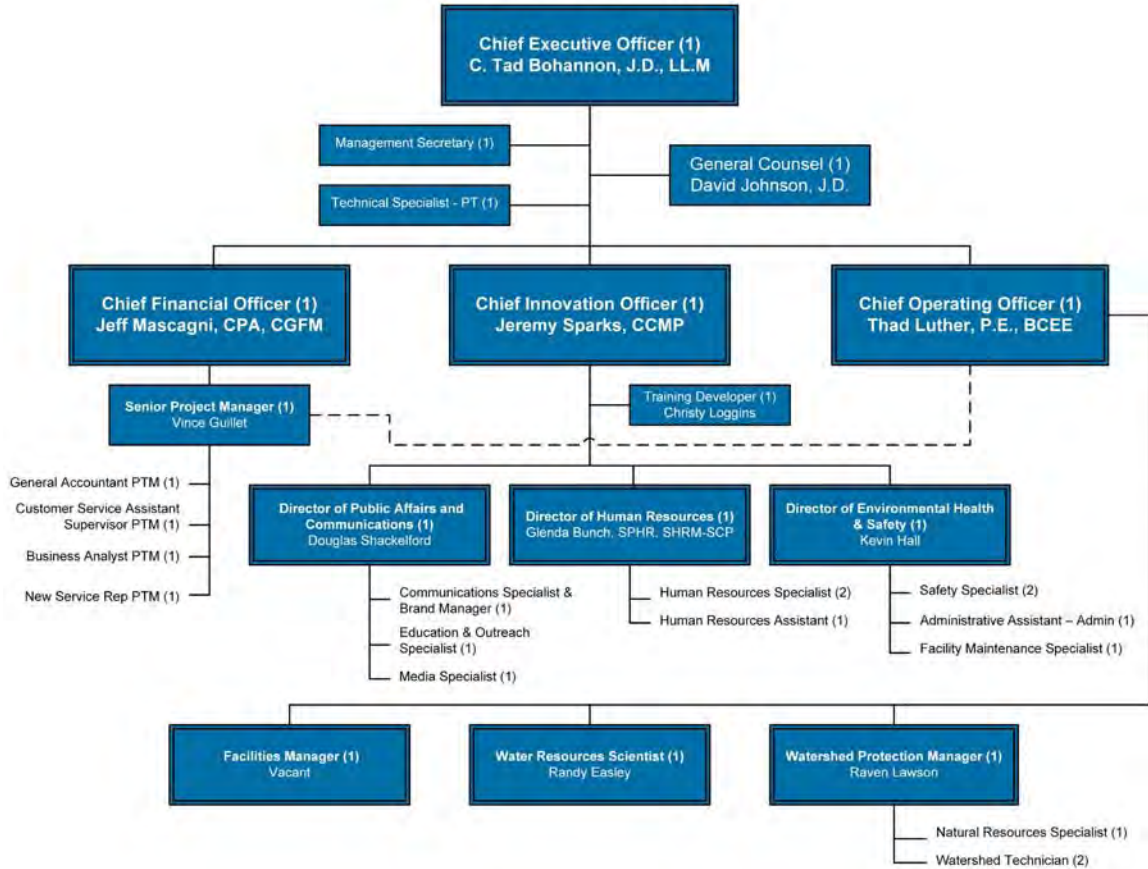 Chief Executive Officer (1)
C. Tad Bohannon, J.D., LL.M
Management Secretary (1)
General Counsel (1)
David Johnson, J.D.
Technical Specialist - PT (1)
Chief Financial Officer (1)
Jeff Mascagni, CPA, CGFM
Chief Innovation Officer (1)
Jeremy Sparks, CCMP
Chief Operating Officer (1)
Thad Luther, P.E., BCEE
Senior Project Manager (1)
Vince Guillet
Training Developer (1)
Christy Loggins
General Accountant PTM (1)
Customer Service Assistant
Supervisor PTM (1)
Business Analyst PTM (1)
New Service Rep PTM (1)
Director of Public Affairs and
Communications (1)
Douglas Shackelford
Director of Human Resources (1)
Glenda Bunch, SPHR, SHRM-SCP
Director of Environmental Health
& Safety (1)
Kevin Hall
Communications Specialist &
Brand Manager (1)
Education & Outreach
Specialist (1)
Media Specialist (1)
Human Resources Specialist (2)
Human Resources Assistant (1)
Safety Specialist (2)
Administrative Assistant – Admin (1)
Facility Maintenance Specialist (1)
Facilities Manager (1)
Vacant
Water Resources Scientist (1)
Randy Easley
Watershed Protection Manager (1)
Raven Lawson
Natural Resources Specialist (1)
Watershed Technician (2)